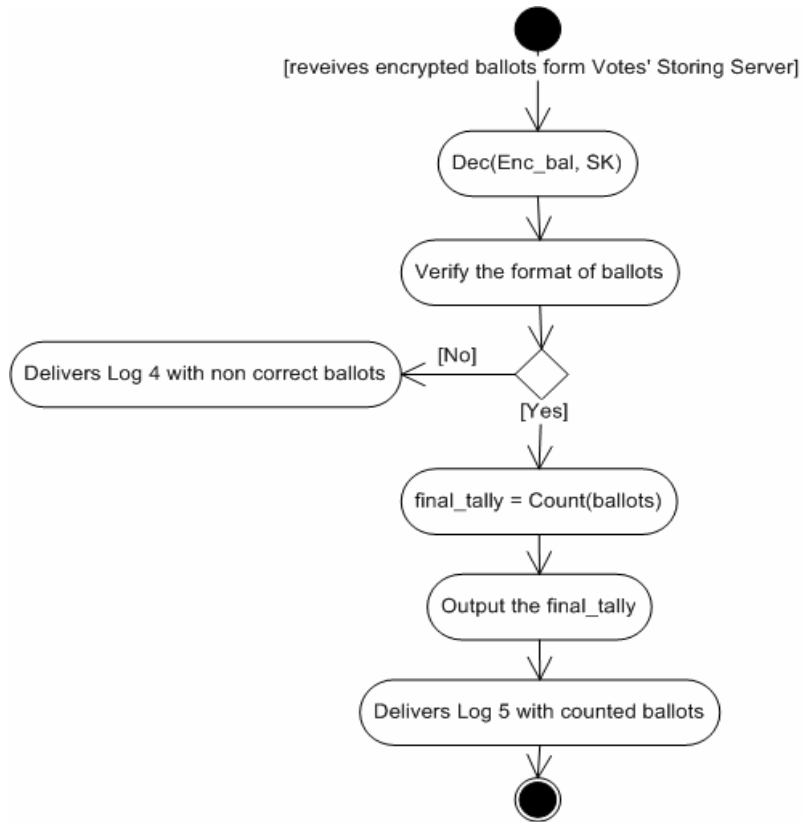 [reveives encrypted ballots form Votes' Storing Server]
Dec(Enc_bal, SK)
Verify the format of ballots
[No]
Delivers Log 4 with non correct ballots
[Yes]
final_tally = Count(ballots)
Output the final_tally
Delivers Log 5 with counted ballots